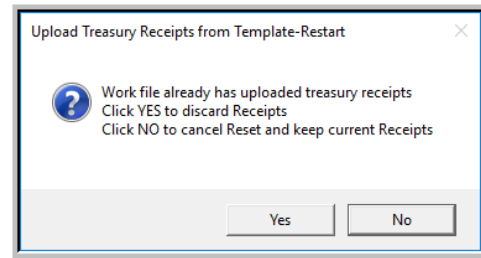 Upload Treasury Receipts from Template-Restart
Work file already has uploaded treasury receipts
Click YES to discard Receipts
Click NO to cancel Reset and keep current Receipts
Yes
No